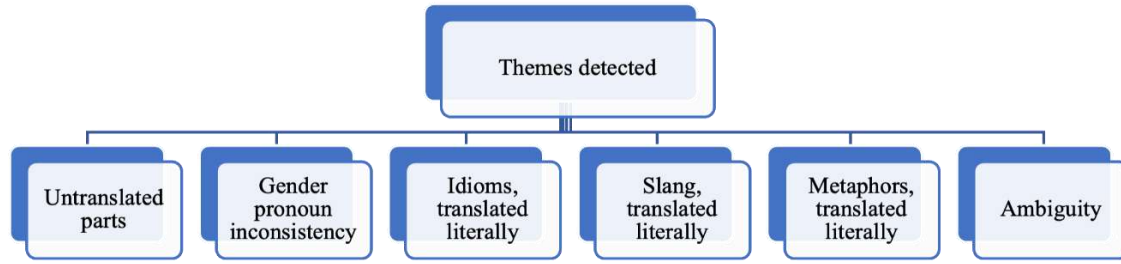 Themes detected
Untranslated
parts
Gender
pronoun
inconsistency
Idioms,
translated
literally
Slang,
translated
literally
Metaphors,
translated
literally
Ambiguity